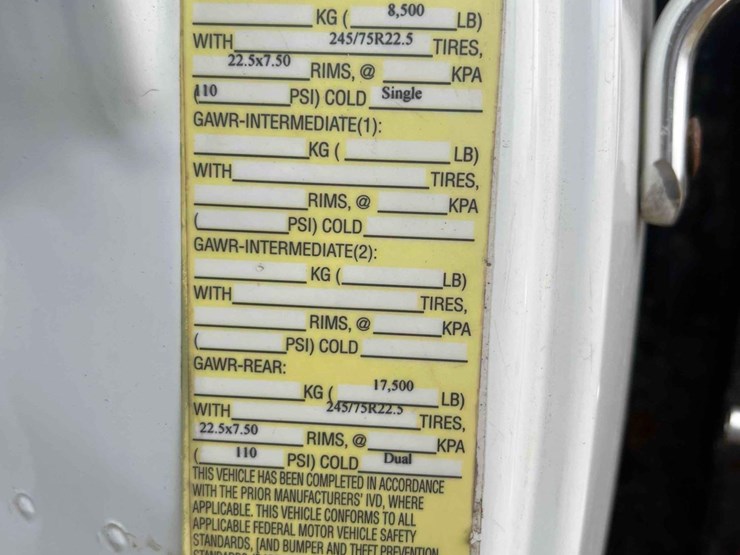 KG ( 8,500 LB)
WITH 245/75R22.5 TIRES,
22.5x7.50 RIMS, @ KPA
(110 PSI) COLD Single
GAWR-INTERMEDIATE(1):
KG ( LB)
WITH TIRES,
RIMS, @ KPA
( PSI) COLD
GAWR-INTERMEDIATE(2):
KG ( LB)
WITH TIRES,
RIMS, @ KPA
( PSI) COLD
GAWR-REAR:
KG ( 17,500 LB)
WITH 245/75R22.5 TIRES,
22.5x7.50 RIMS, @ KPA
( 110 PSI) COLD Dual
THIS VEHICLE HAS BEEN COMPLETED IN ACCORDANCE
WITH THE PRIOR MANUFACTURERS' IVD, WHERE
APPLICABLE. THIS VEHICLE CONFORMS TO ALL
APPLICABLE FEDERAL MOTOR VEHICLE SAFETY
STANDARDS, [AND BUMPER AND THEFT PREVENTION